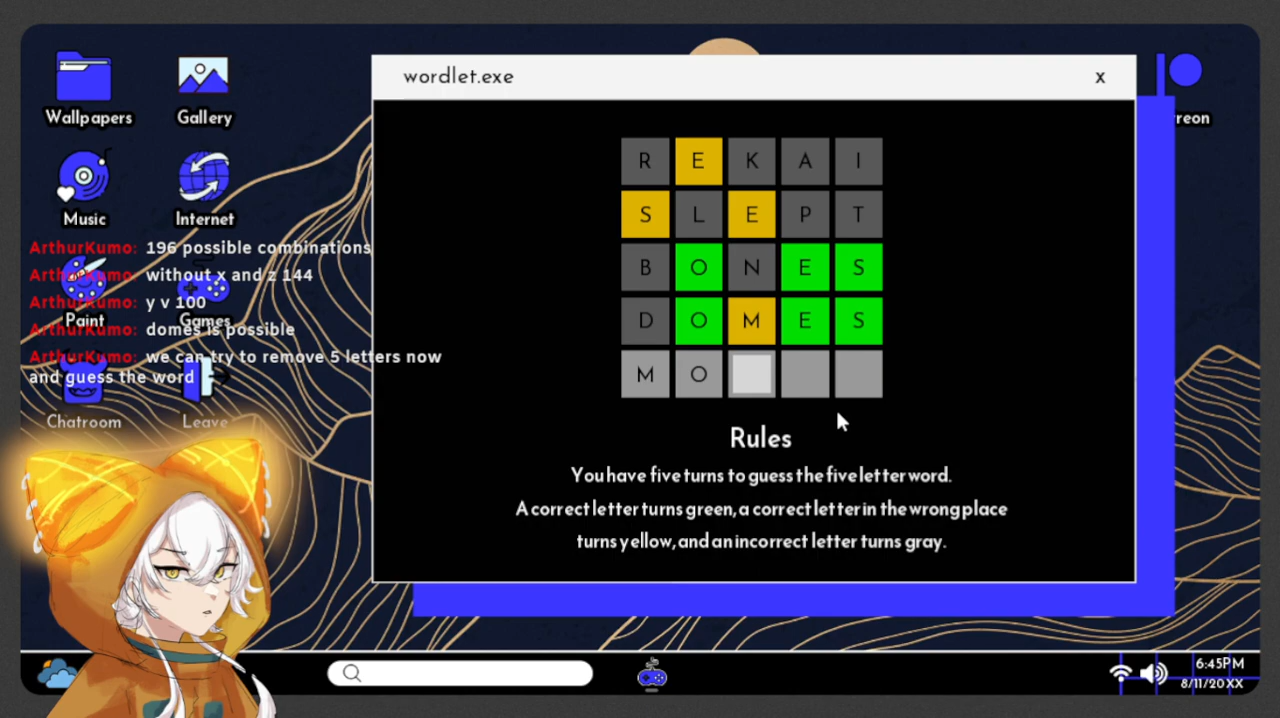 wordlet.exe
x
Wallpapers
Gallery
reon
Music
Internet
ArthurKumo: 196 possible combinations
ArthurKumo: without x and z 144
ArthurKumo: y v 100
Paint
Games
ArthurKumo: domes is possible
ArthurKumo: we can try to remove 5 letters now
and guess the word
Chatroom
Leave
R E K A I
S L E P T
B O N E S
D O M E S
M O
Rules
You have five turns to guess the five letter word.
A correct letter turns green, a correct letter in the wrong place
turns yellow, and an incorrect letter turns gray.
6:45PM
8/11/20XX